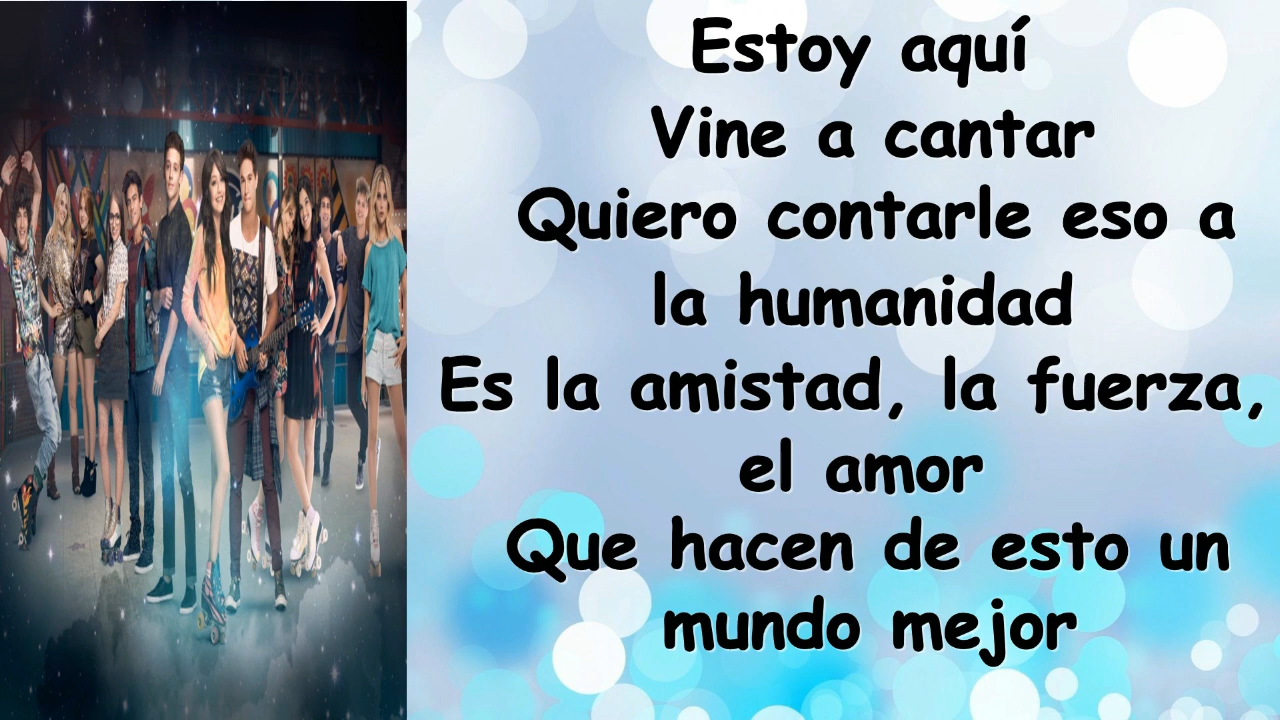 Estoy aquí
Vine a cantar
Quiero contarle eso a
la humanidad
Es la amistad, la fuerza,
el amor
Que hacen de esto un
mundo mejor